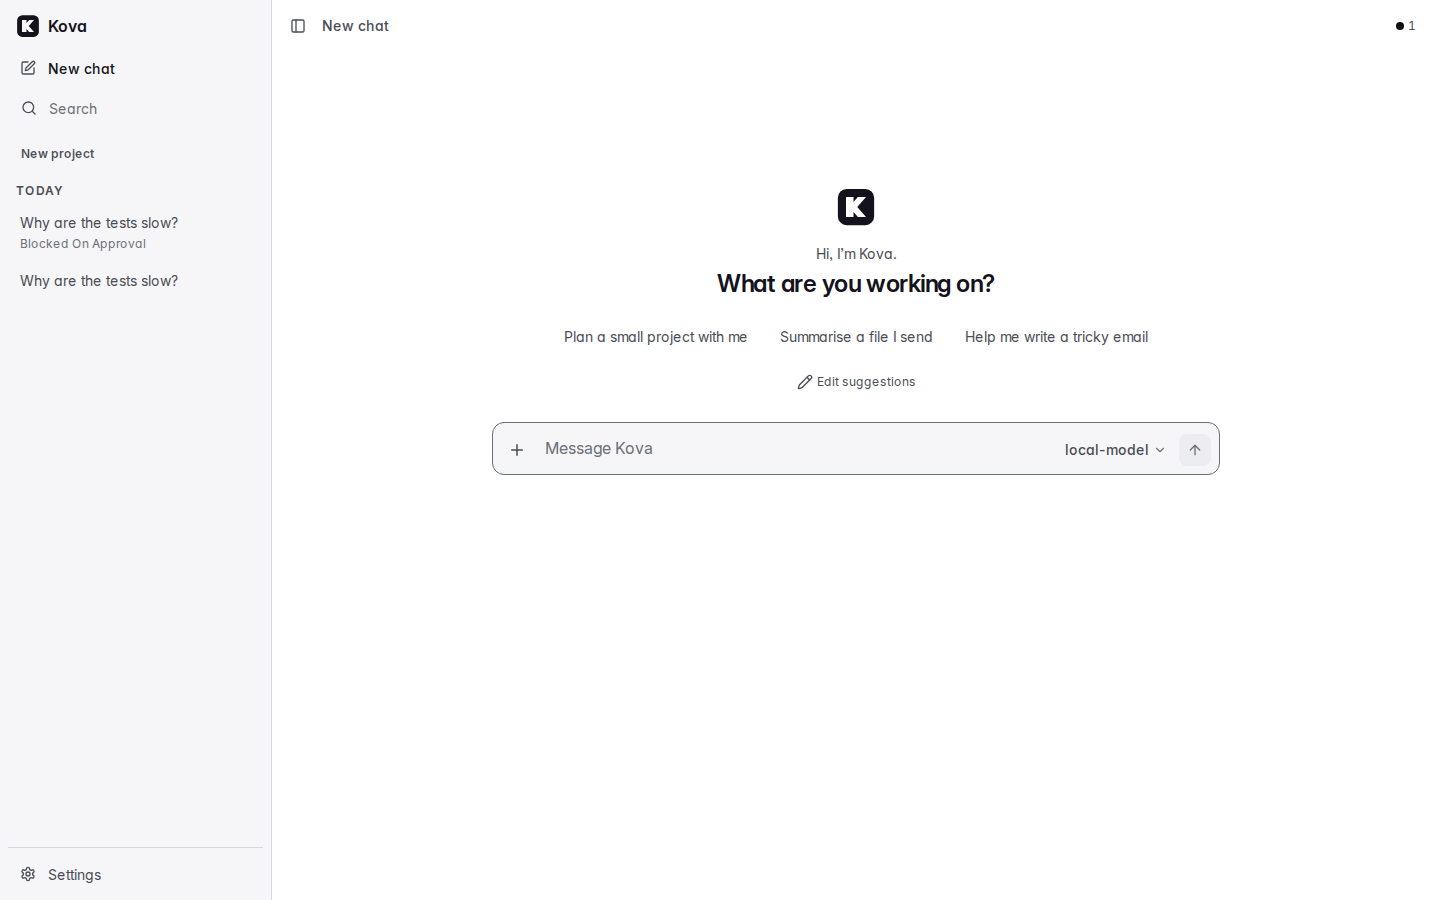 Kova
New chat
Search
New project
TODAY
Why are the tests slow?
Blocked On Approval
Why are the tests slow?
Settings
New chat
1
Hi, I’m Kova.
What are you working on?
Plan a small project with me
Summarise a file I send
Help me write a tricky email
Edit suggestions
Message Kova
local-model